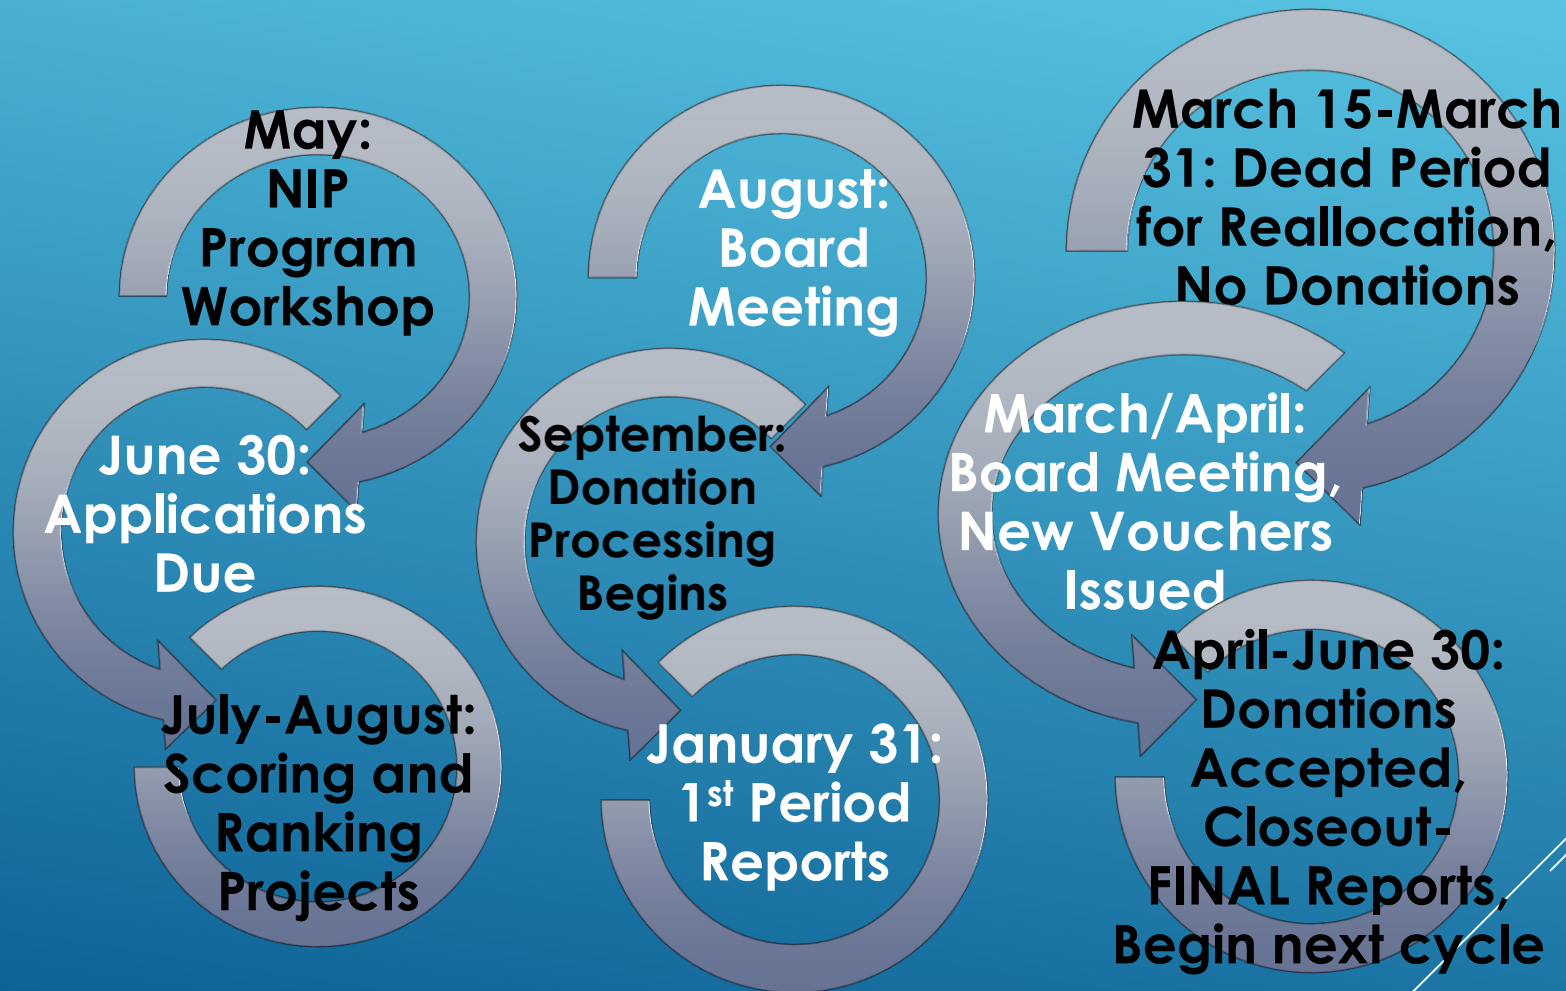 May:
NIP
Program
Workshop
June 30:
Applications
Due
July-August:
Scoring and
Ranking
Projects
August:
Board
Meeting
September:
Donation
Processing
Begins
January 31:
1st Period
Reports
March 15-March
31: Dead Period
for Reallocation,
No Donations
March/April:
Board Meeting,
New Vouchers
Issued
April-June 30:
Donations
Accepted,
Closeout-
FINAL Reports,
Begin next cycle